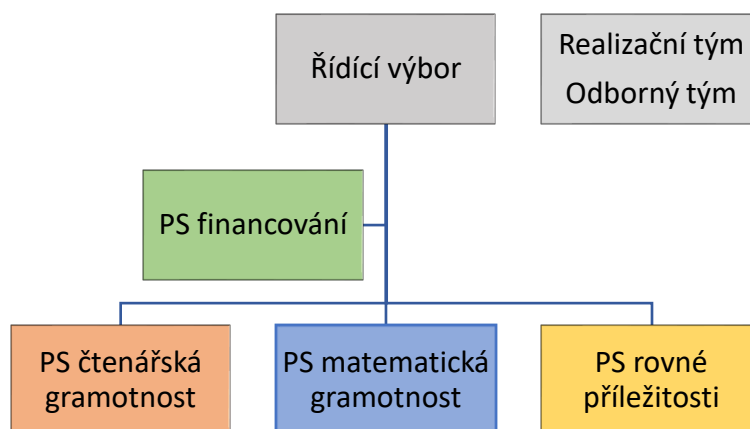 Řídící výbor
Realizační tým
Odborný tým
PS financování
PS čtenářská
gramotnost
PS matematická
gramotnost
PS rovné
příležitosti